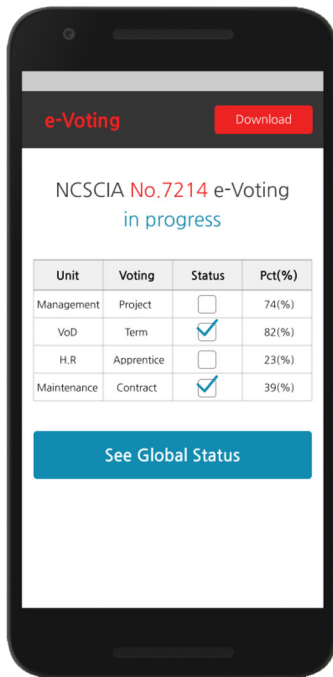 e-Voting Download
NCSCIA No.7214 e-Voting
in progress
Unit Voting Status Pct(%)
Management Project 74(%)
VoD Term 82(%)
H.R Apprentice 23(%)
Maintenance Contract 39(%)
See Global Status